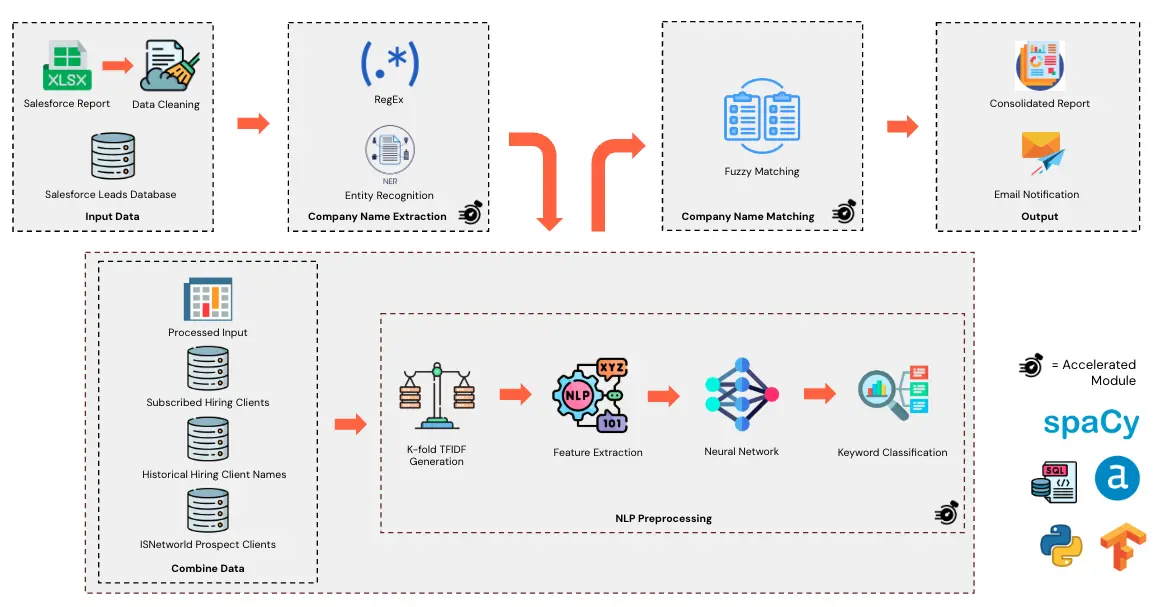 XLSX
Salesforce Report
Data Cleaning
Salesforce Leads Database
Input Data
(.*)
RegEx
NER
Entity Recognition
Company Name Extraction
Fuzzy Matching
Company Name Matching
Consolidated Report
Email Notification
Output
Processed Input
Subscribed Hiring Clients
Historical Hiring Client Names
ISNetworld Prospect Clients
Combine Data
K-fold TFIDF
Generation
NLP
XYZ
101
Feature Extraction
Neural Network
Keyword Classification
NLP Preprocessing
= Accelerated
Module
spaCy
SQL
</>
a